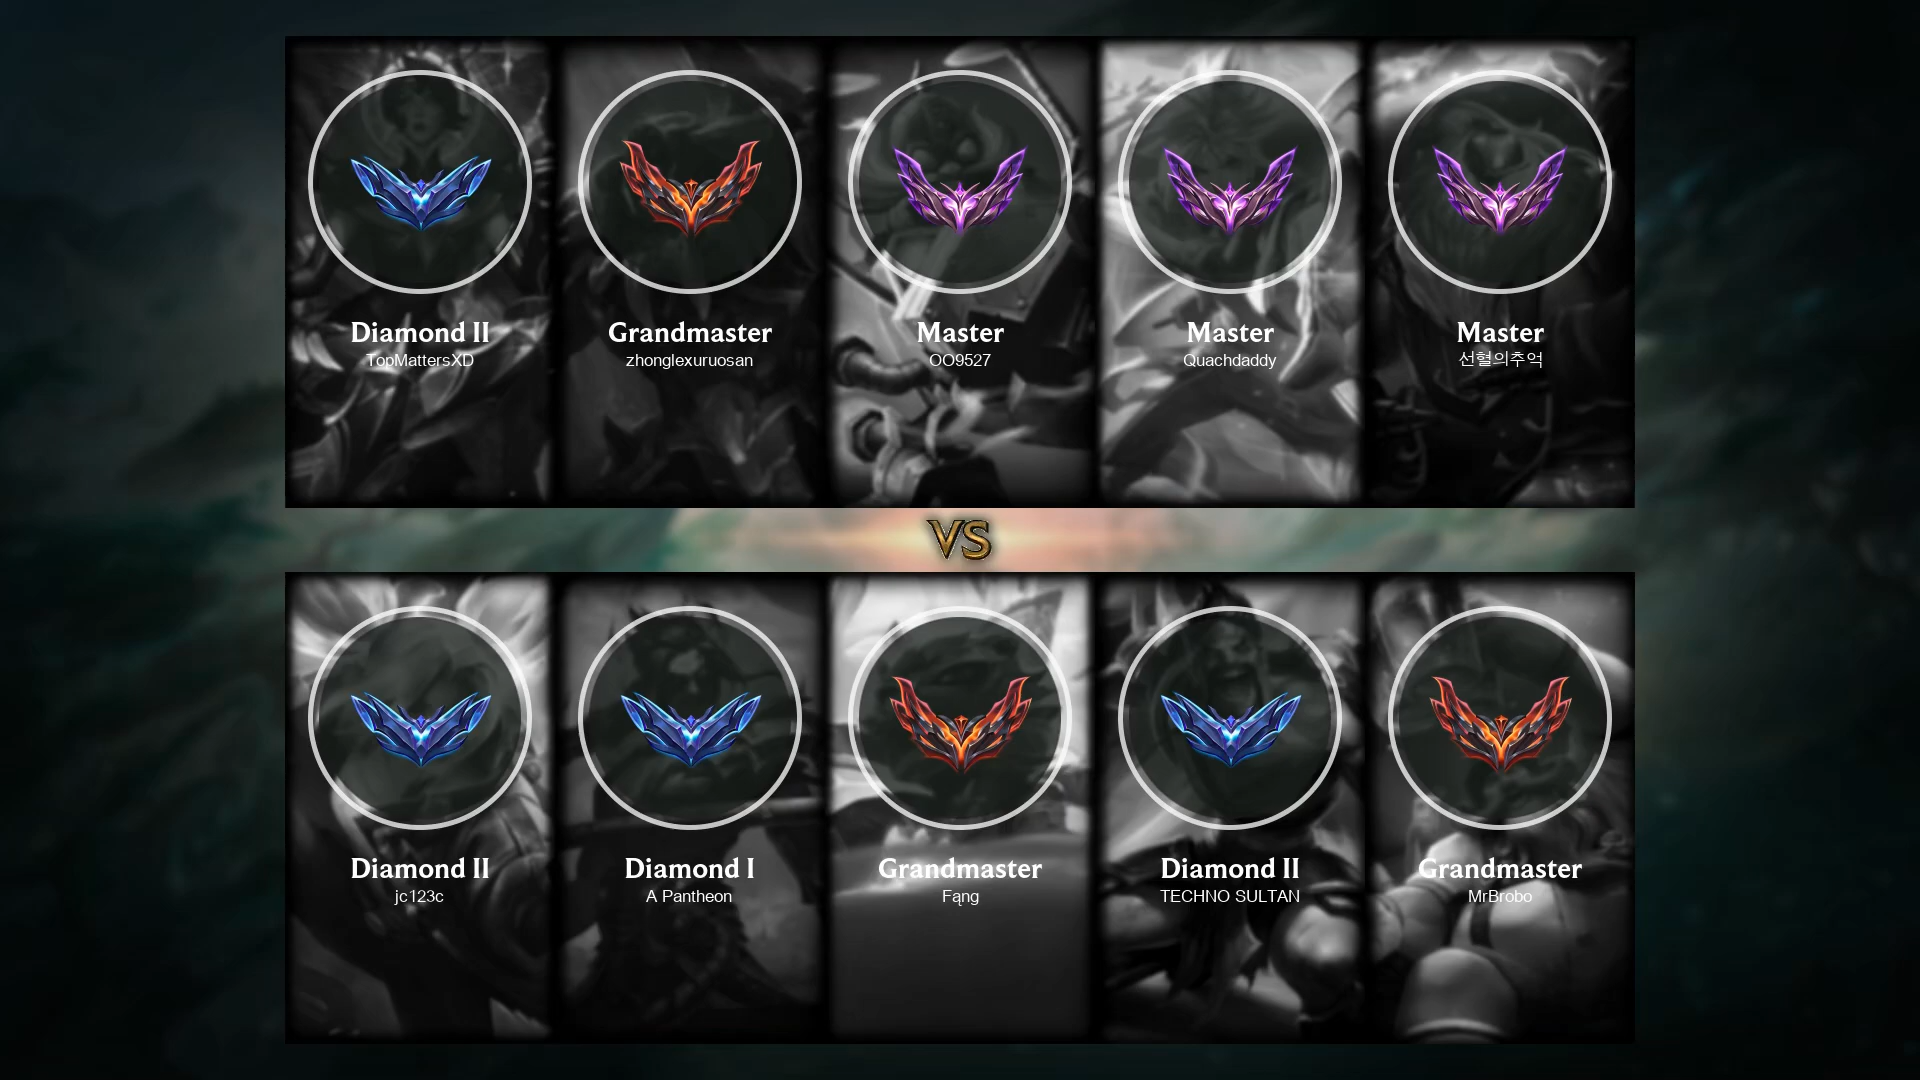 Diamond II
TopMattersXD
Grandmaster
zhonglexuruosan
Master
OO9527
Master
Quachdaddy
Master
선혈의추억
VS
Diamond II
jc123c
Diamond I
A Pantheon
Grandmaster
Fąng
Diamond II
TECHNO SULTAN
Grandmaster
MrBrobo